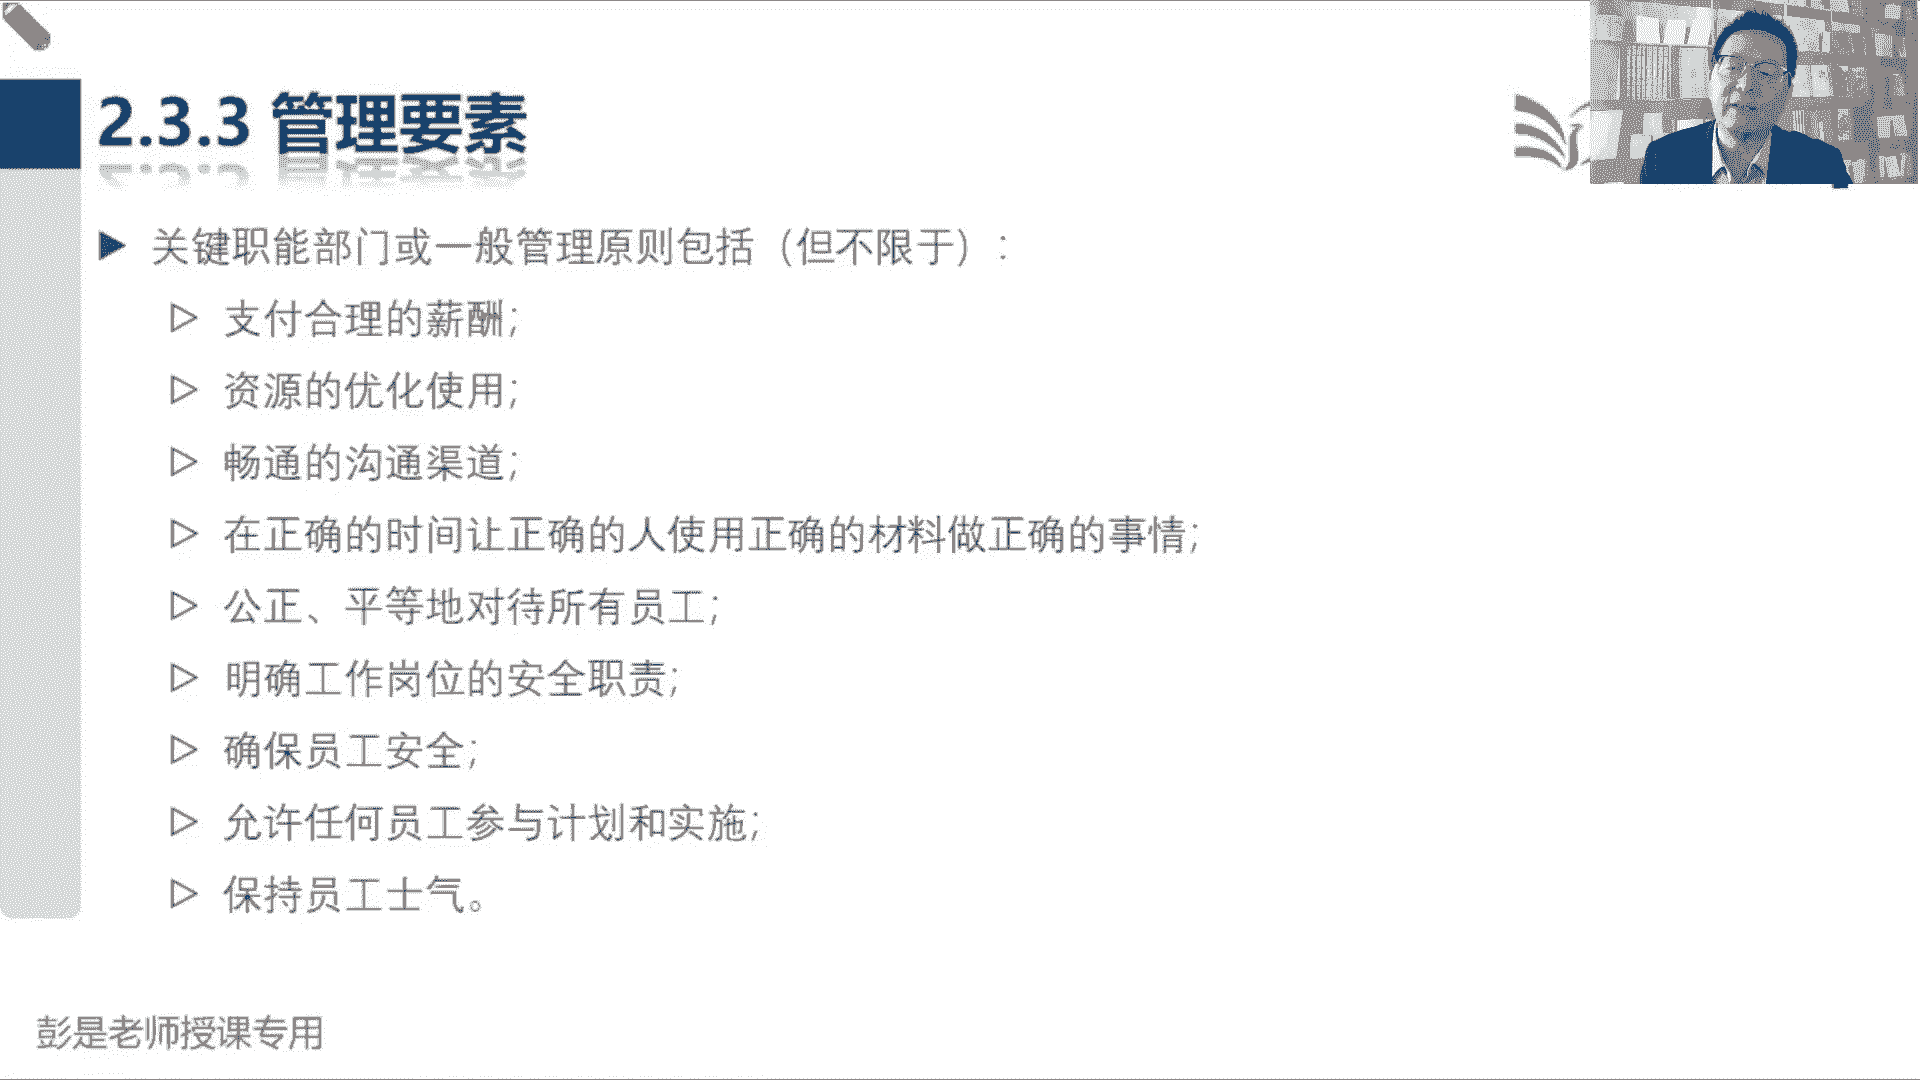 2.3.3 管理要素
关键职能部门或一般管理原则包括（但不限于）：
支付合理的薪酬；
资源的优化使用；
畅通的沟通渠道；
在正确的时间让正确的人使用正确的材料做正确的事情；
公正、平等地对待所有员工；
明确工作岗位的安全职责；
确保员工安全；
允许任何员工参与计划和实施；
保持员工士气。
彭是老师授课专用